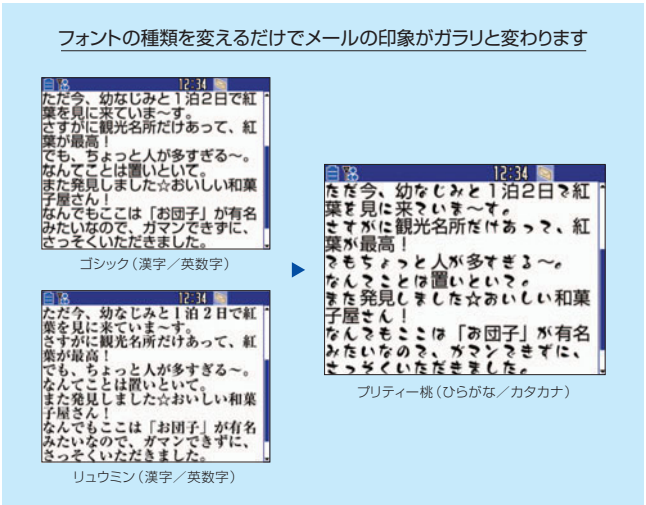 フォントの種類を変えるだけでメールの印象がガラリと変わります
12:34
ただ今、幼なじみと1泊2日で紅
葉を見に来ていま〜す。
さすがに観光名所だけあって、紅
葉が最高！
でも、ちょっと人が多すぎる〜。
なんてことは置いといて。
また発見しました☆おいしい和菓
子屋さん！
なんでもここは「お団子」が有名
みたいなので、ガマンできずに、
さっそくいただきました。
ゴシック（漢字／英数字）
12:34
ただ今、幼なじみと1泊2日で紅
葉を見に来ていま〜す。
さすがに観光名所だけあって、紅
葉が最高！
でも、ちょっと人が多すぎる〜。
なんてことは置いといて。
また発見しました☆おいしい和菓
子屋さん！
なんでもここは「お団子」が有名
みたいなので、ガマンできずに、
さっそくいただきました。
リュウミン（漢字／英数字）
12:34
ただ今、幼なじみと1泊2日で紅
葉を見に来ていま〜す。
さすがに観光名所だけあって、紅
葉が最高！
でもちょっと人が多すぎる〜。
なんてことは置いといて。
また発見しました☆おいしい和菓
子屋さん！
なんでもここは「お団子」が有名
みたいなので、ガマンできずに、
さっそくいただきました。
プリティー桃（ひらがな／カタカナ）